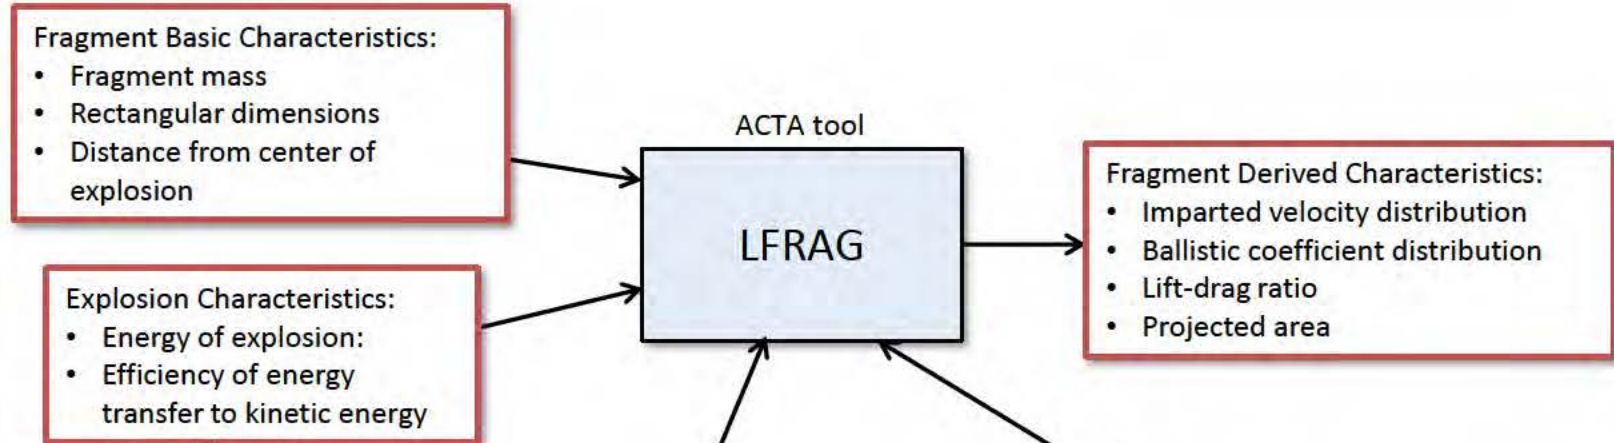 Fragment Basic Characteristics:
• Fragment mass
• Rectangular dimensions
• Distance from center of
explosion
ACTA tool
LFRAG
Fragment Derived Characteristics:
• Imparted velocity distribution
• Ballistic coefficient distribution
• Lift-drag ratio
• Projected area
Explosion Characteristics:
• Energy of explosion:
• Efficiency of energy
transfer to kinetic energy